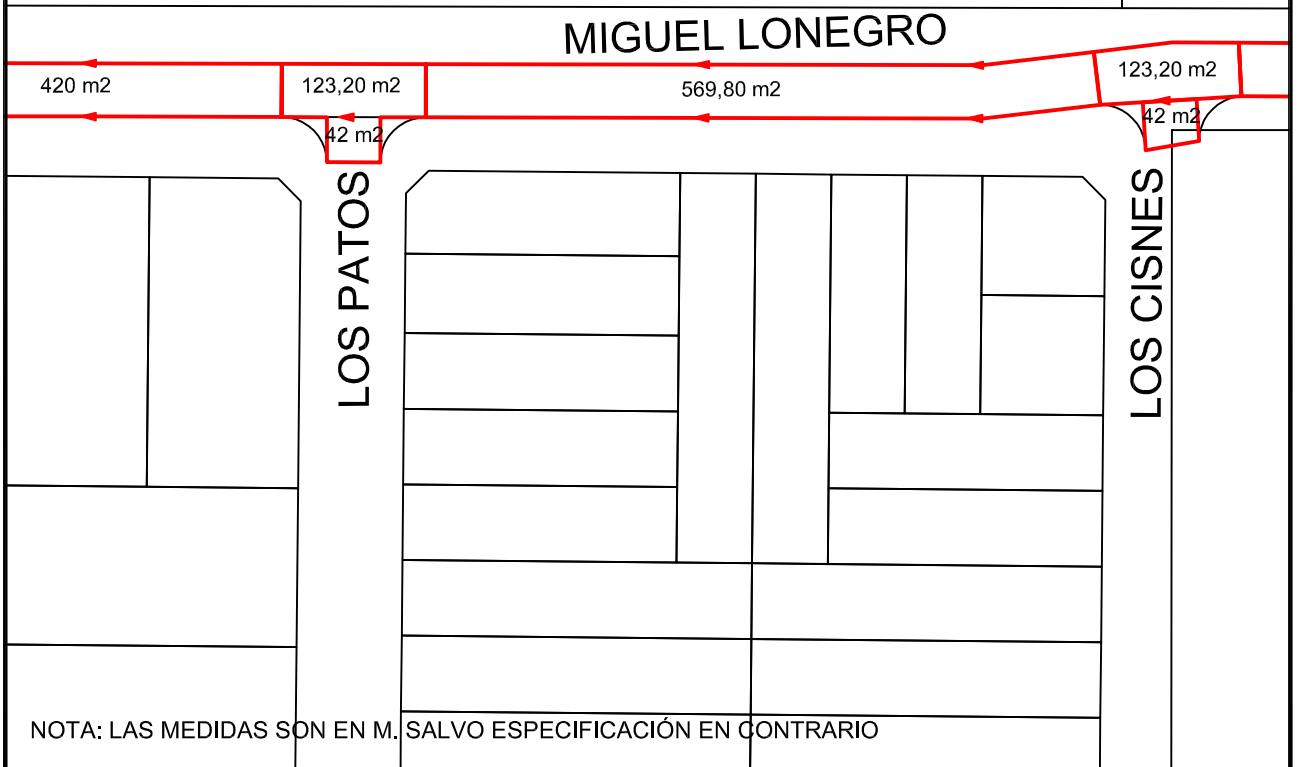 MIGUEL LONEGRO
420 m2
123,20 m2
569,80 m2
123,20 m2
42 m2
42 m2
LOS PATOS
LOS CISNES
NOTA: LAS MEDIDAS SON EN M. SALVO ESPECIFICACIÓN EN CONTRARIO